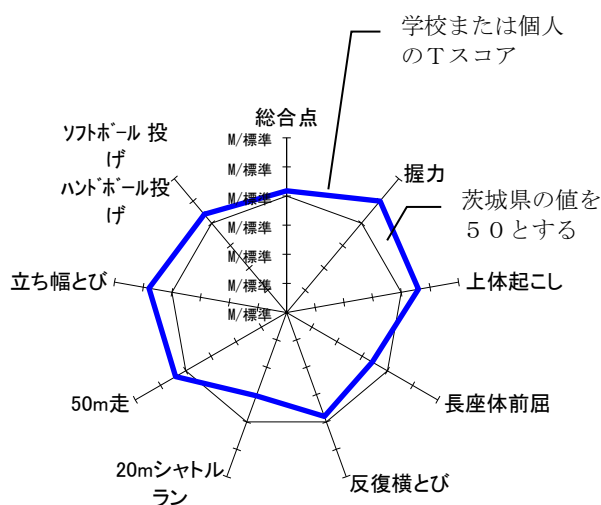 学校または個人
のＴスコア
総合点
M/標準
M/標準
M/標準
M/標準
M/標準
M/標準
M/標準
握力
茨城県の値を
５０とする
上体起こし
長座体前屈
反復横とび
20mシャトル
ラン
50m走
立ち幅とび
ｿﾌﾄﾎﾞｰﾙ 投
げ
ﾊﾝﾄﾞﾎﾞｰﾙ投
げ